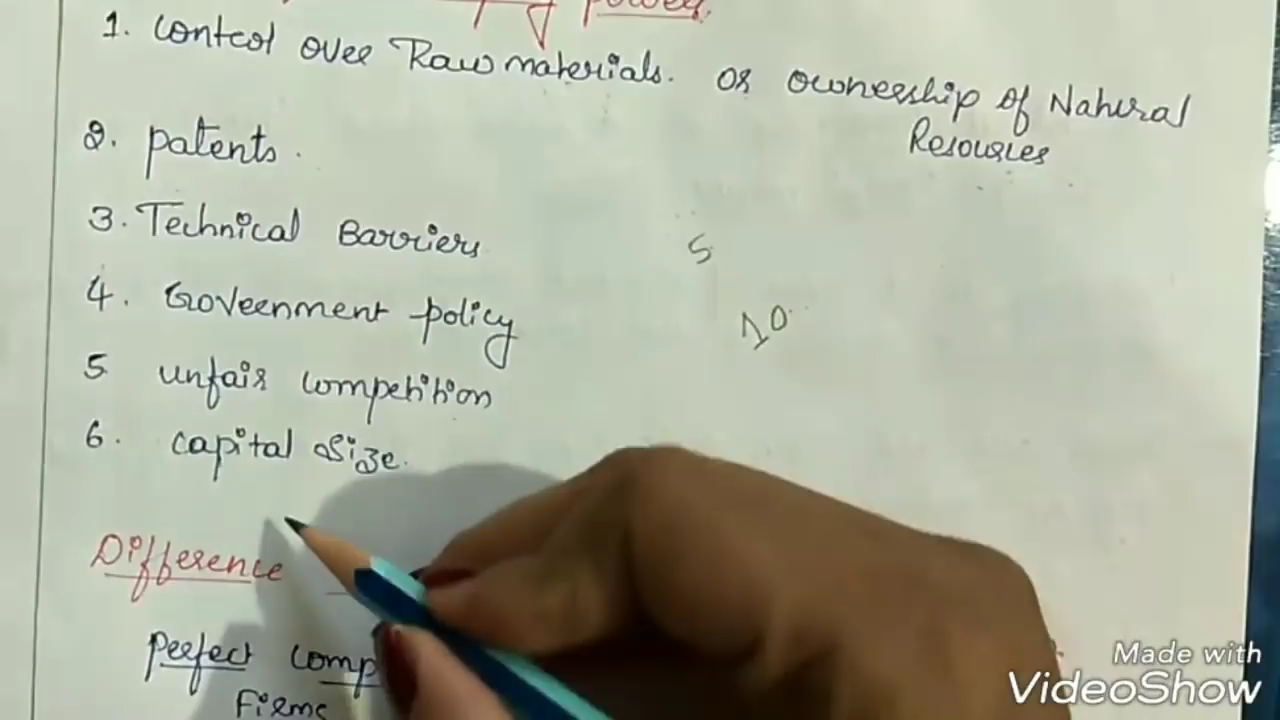 power.
1. Control over Raw materials. or ownership of Natural
Resources
2. patents.
3. Technical Barriers
5
4. Government policy
10
5 unfair competition
6. capital size.
Difference
perfect comp
Firms
Made with
VideoShow